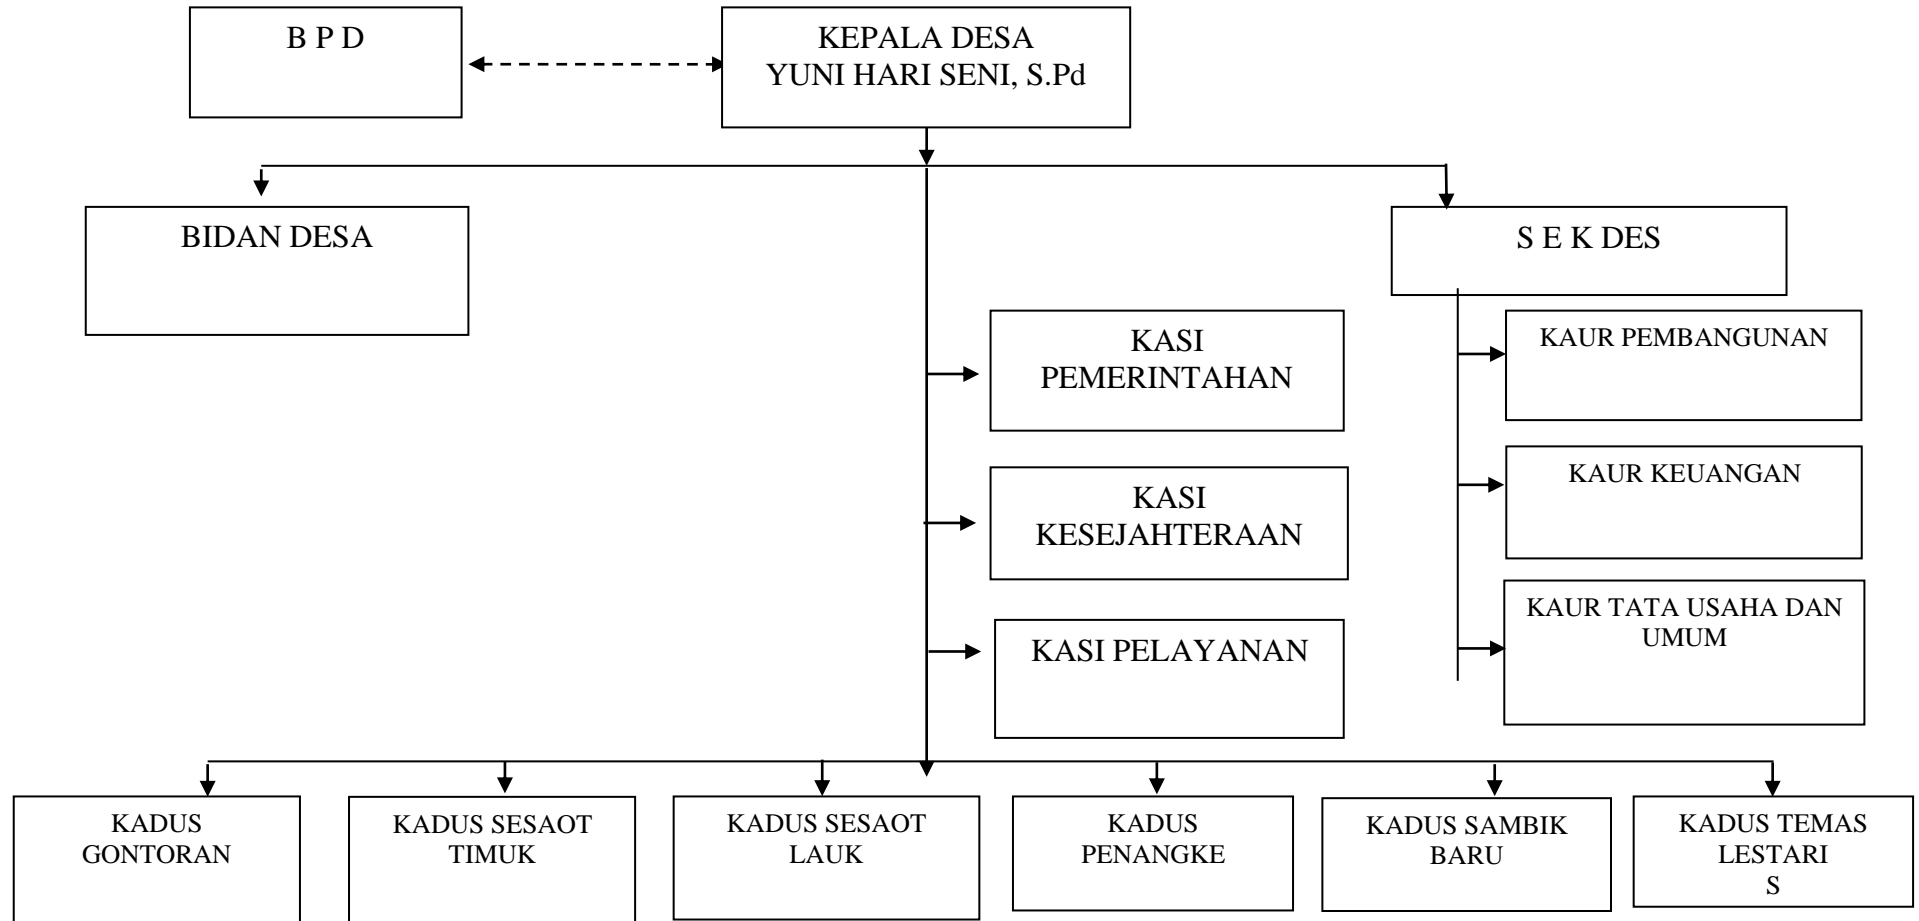 B P D
KEPALA DESA
YUNI HARI SENI, S.Pd
BIDAN DESA
S E K DES
KASI
PEMERINTAHAN
KAUR PEMBANGUNAN
KASI
KESEJAHTERAAN
KAUR KEUANGAN
KASI PELAYANAN
KAUR TATA USAHA DAN
UMUM
KADUS
GONTORAN
KADUS SESAOT
TIMUK
KADUS SESAOT
LAUK
KADUS
PENANGKE
KADUS SAMBIK
BARU
KADUS TEMAS
LESTARI
S